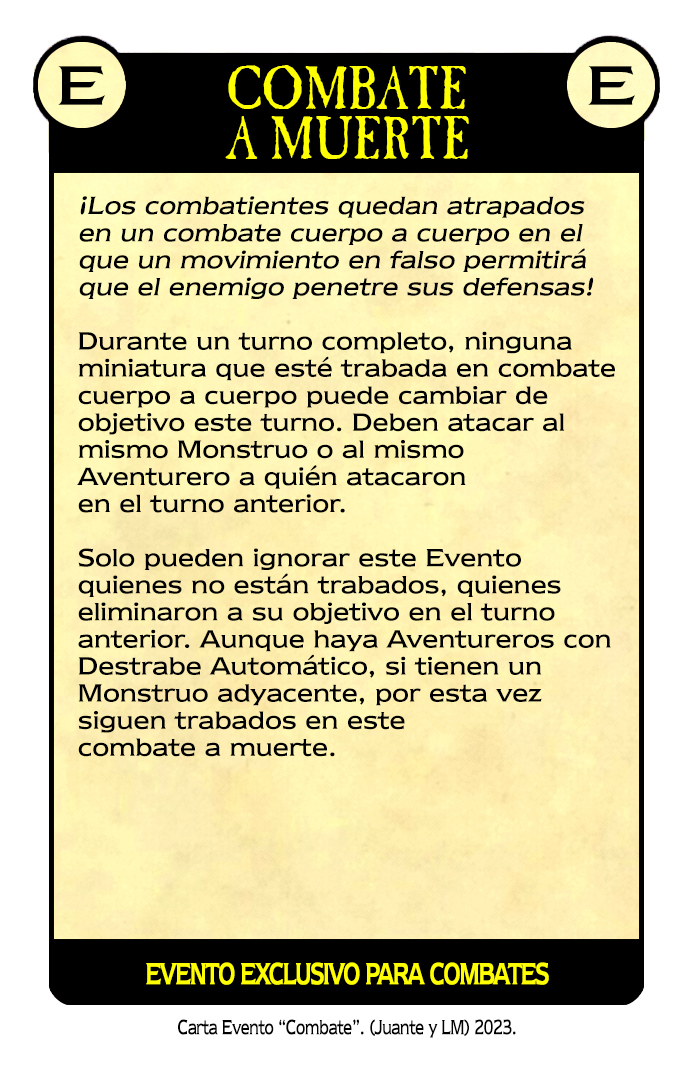 E
COMBATE
A MUERTE
E
¡Los combatientes quedan atrapados
en un combate cuerpo a cuerpo en el
que un movimiento en falso permitirá
que el enemigo penetre sus defensas!
Durante un turno completo, ninguna
miniatura que esté trabada en combate
cuerpo a cuerpo puede cambiar de
objetivo este turno. Deben atacar al
mismo Monstruo o al mismo
Aventurero a quién atacaron
en el turno anterior.
Solo pueden ignorar este Evento
quienes no están trabados, quienes
eliminaron a su objetivo en el turno
anterior. Aunque haya Aventureros con
Destrabe Automático, si tienen un
Monstruo adyacente, por esta vez
siguen trabados en este
combate a muerte.
EVENTO EXCLUSIVO PARA COMBATES
Carta Evento “Combate”. (Juante y LM) 2023.